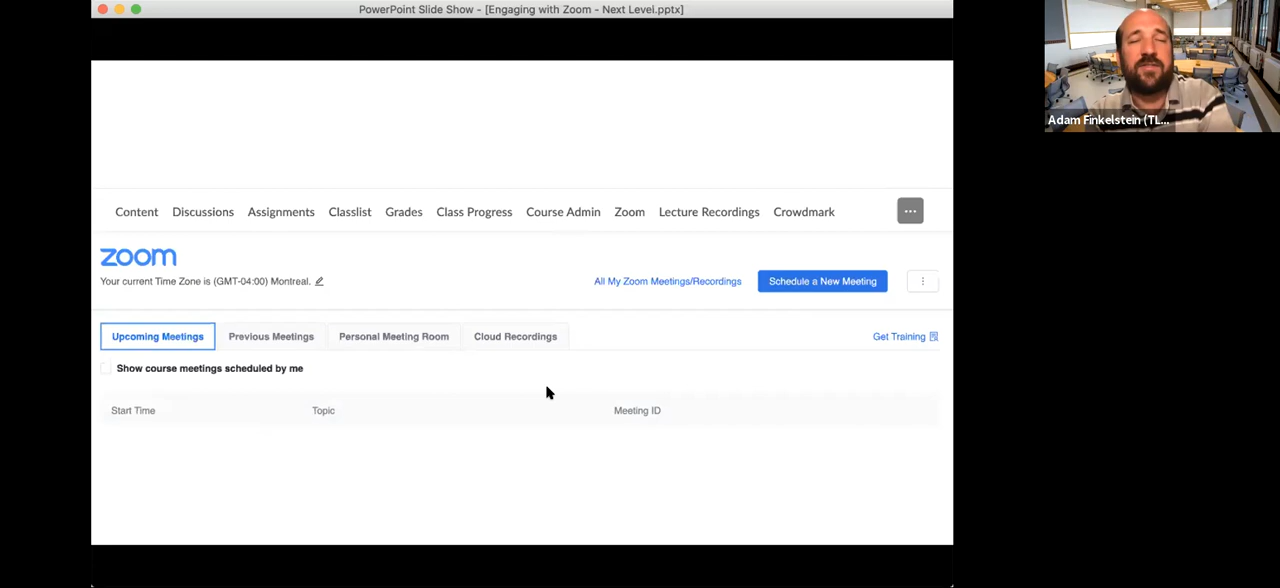 PowerPoint Slide Show - [Engaging with Zoom - Next Level.pptx]
Adam Finkelstein (TL...
Content Discussions Assignments Classlist Grades Class Progress Course Admin Zoom Lecture Recordings Crowdmark
zoom
Your current Time Zone is (GMT-04:00) Montreal. All My Zoom Meetings/Recordings Schedule a New Meeting
Upcoming Meetings Previous Meetings Personal Meeting Room Cloud Recordings Get Training
Show course meetings scheduled by me
Start Time Topic Meeting ID